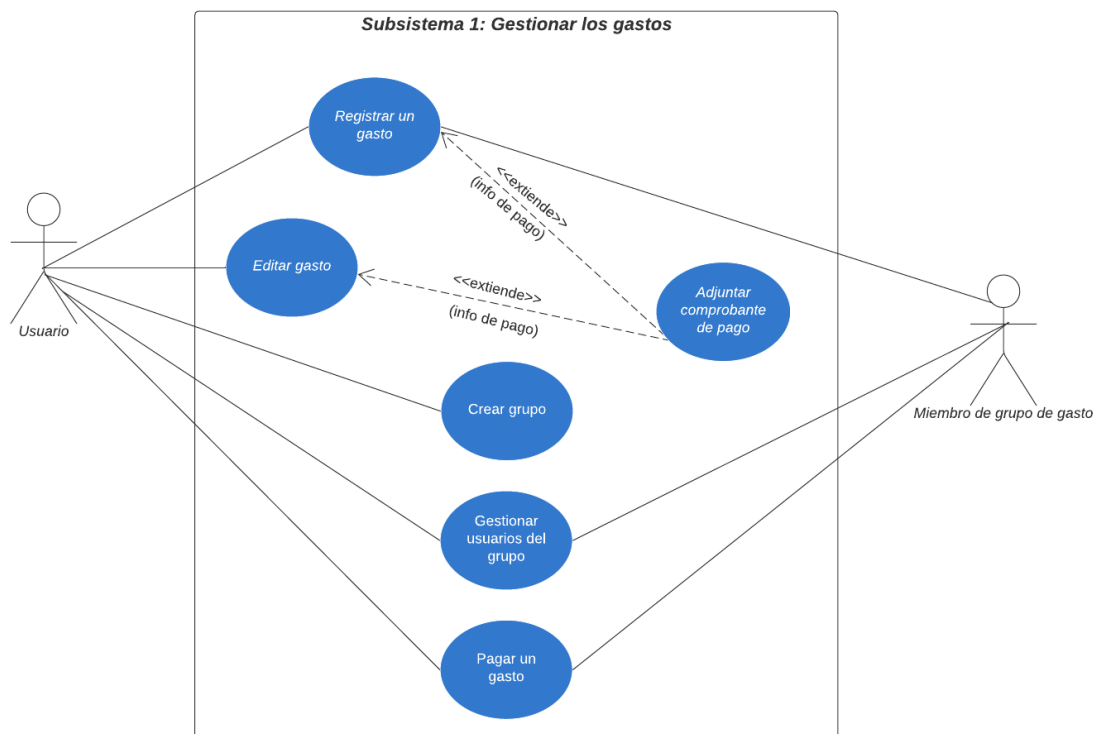 Subsistema 1: Gestionar los gastos
Registrar un
gasto
<<extiende>>
(info de pago)
Editar gasto
<<extiende>>
(info de pago)
Adjuntar
comprobante
de pago
Usuario
Crear grupo
Miembro de grupo de gasto
Gestionar
usuarios del
grupo
Pagar un
gasto